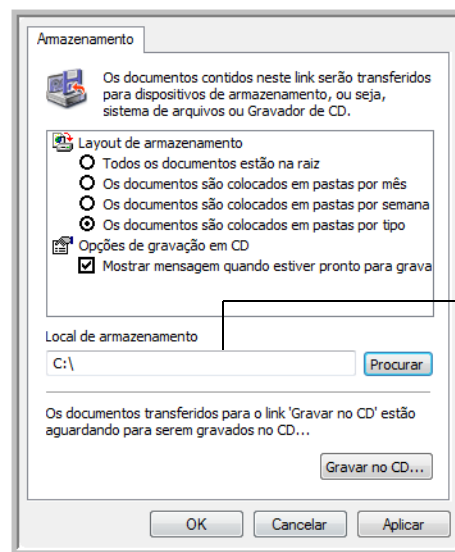 Armazenamento
Os documentos contidos neste link serão transferidos
para dispositivos de armazenamento, ou seja,
sistema de arquivos ou Gravador de CD.
Layout de armazenamento
Todos os documentos estão na raiz
Os documentos são colocados em pastas por mês
Os documentos são colocados em pastas por semana
Os documentos são colocados em pastas por tipo
Opções de gravação em CD
Mostrar mensagem quando estiver pronto para grava
Local de armazenamento
C:\
Procurar
Os documentos transferidos para o link 'Gravar no CD' estão
aguardando para serem gravados no CD...
Gravar no CD...
OK Cancelar Aplicar